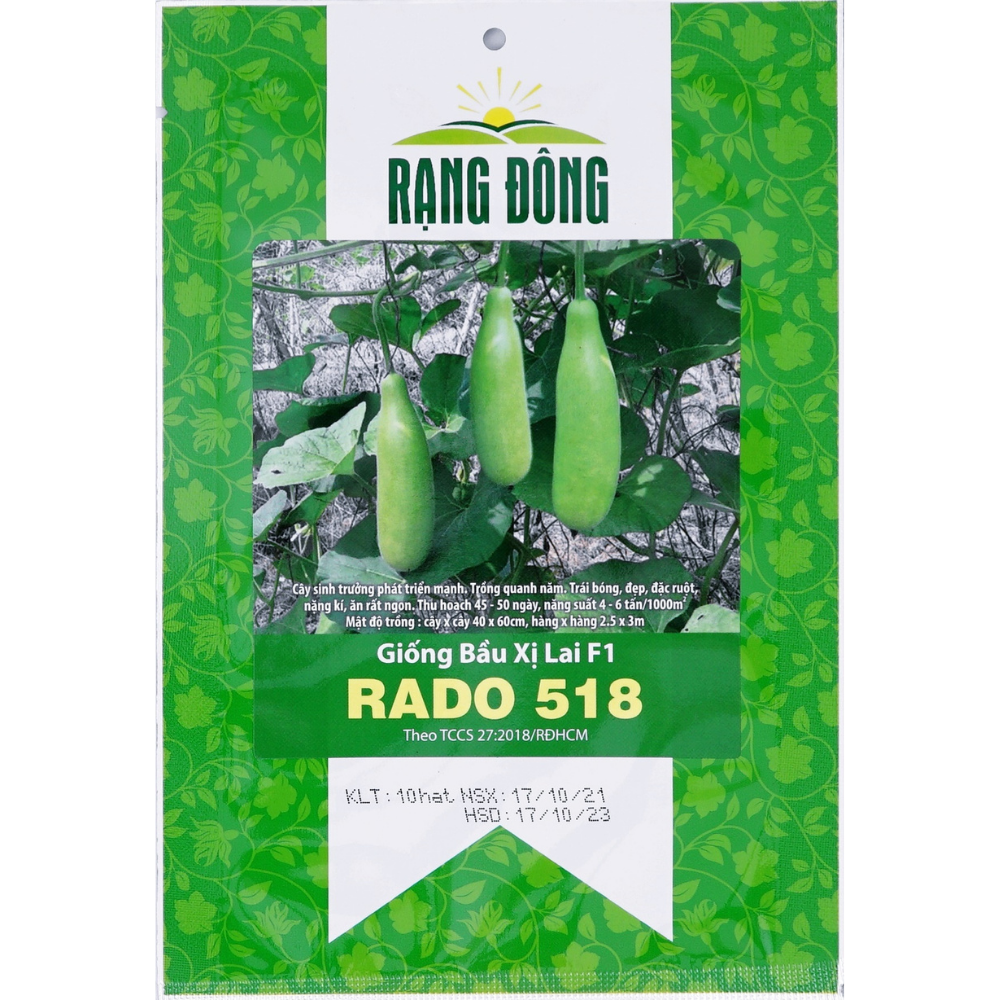 RẠNG ĐÔNG
Cây sinh trưởng phát triển mạnh. Trồng quanh năm. Trái bóng, đẹp, đặc ruột,
nặng kí, ăn rất ngon. Thu hoạch 45 - 50 ngày, năng suất 4 - 6 tấn/1000m²
Mật độ trồng : cây x cây 40 x 60cm, hàng x hàng 2.5 x 3m
Giống Bầu Xị Lai F1
RADO 518
Theo TCCS 27:2018/RĐHCM
KLT: 10hat NSX: 17/10/21
HSD: 17/10/23